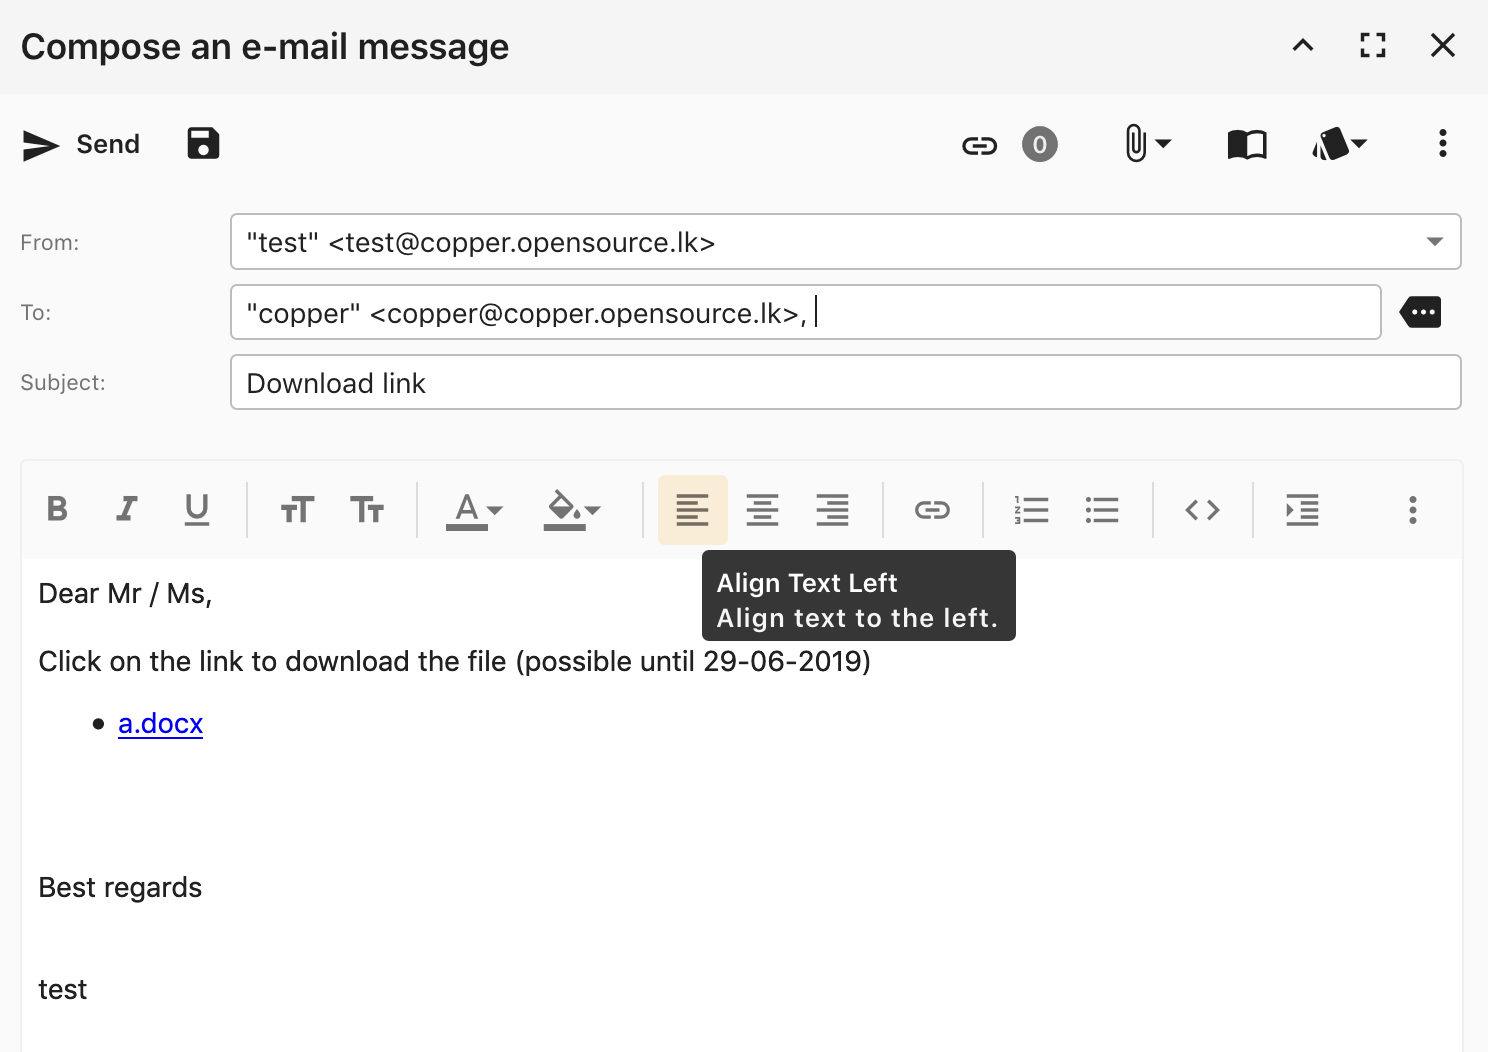 Compose an e-mail message
Send
0
From:
"test" <test@copper.opensource.lk>
To:
"copper" <copper@copper.opensource.lk>,
Subject:
Download link
Align Text Left
Align text to the left.
Dear Mr / Ms,
Click on the link to download the file (possible until 29-06-2019)
a.docx
Best regards
test